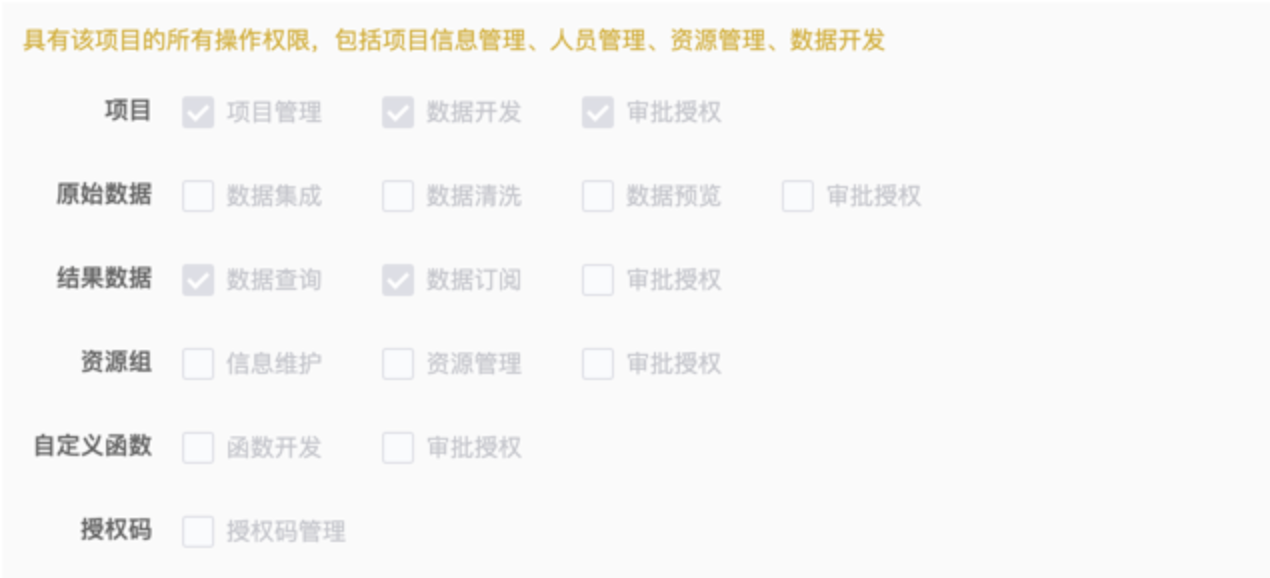 具有该项目的所有操作权限，包括项目信息管理、人员管理、资源管理、数据开发
项目 项目管理 数据开发 审批授权
原始数据 数据集成 数据清洗 数据预览 审批授权
结果数据 数据查询 数据订阅 审批授权
资源组 信息维护 资源管理 审批授权
自定义函数 函数开发 审批授权
授权码 授权码管理